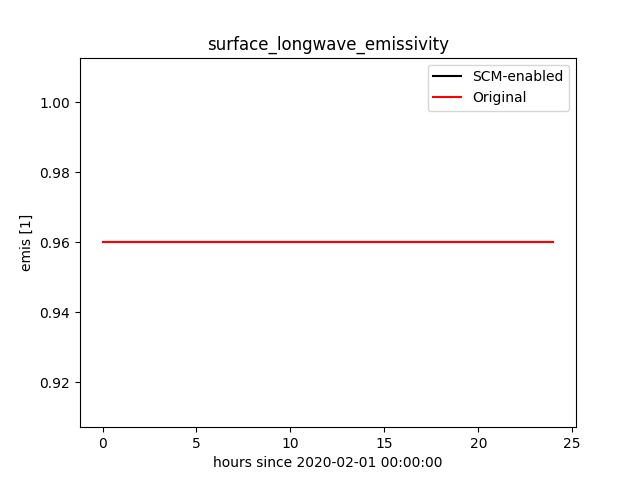 surface_longwave_emissivity
SCM-enabled
Original
1.00
0.98
0.96
0.94
0.92
emis [1]
0 5 10 15 20 25
hours since 2020-02-01 00:00:00